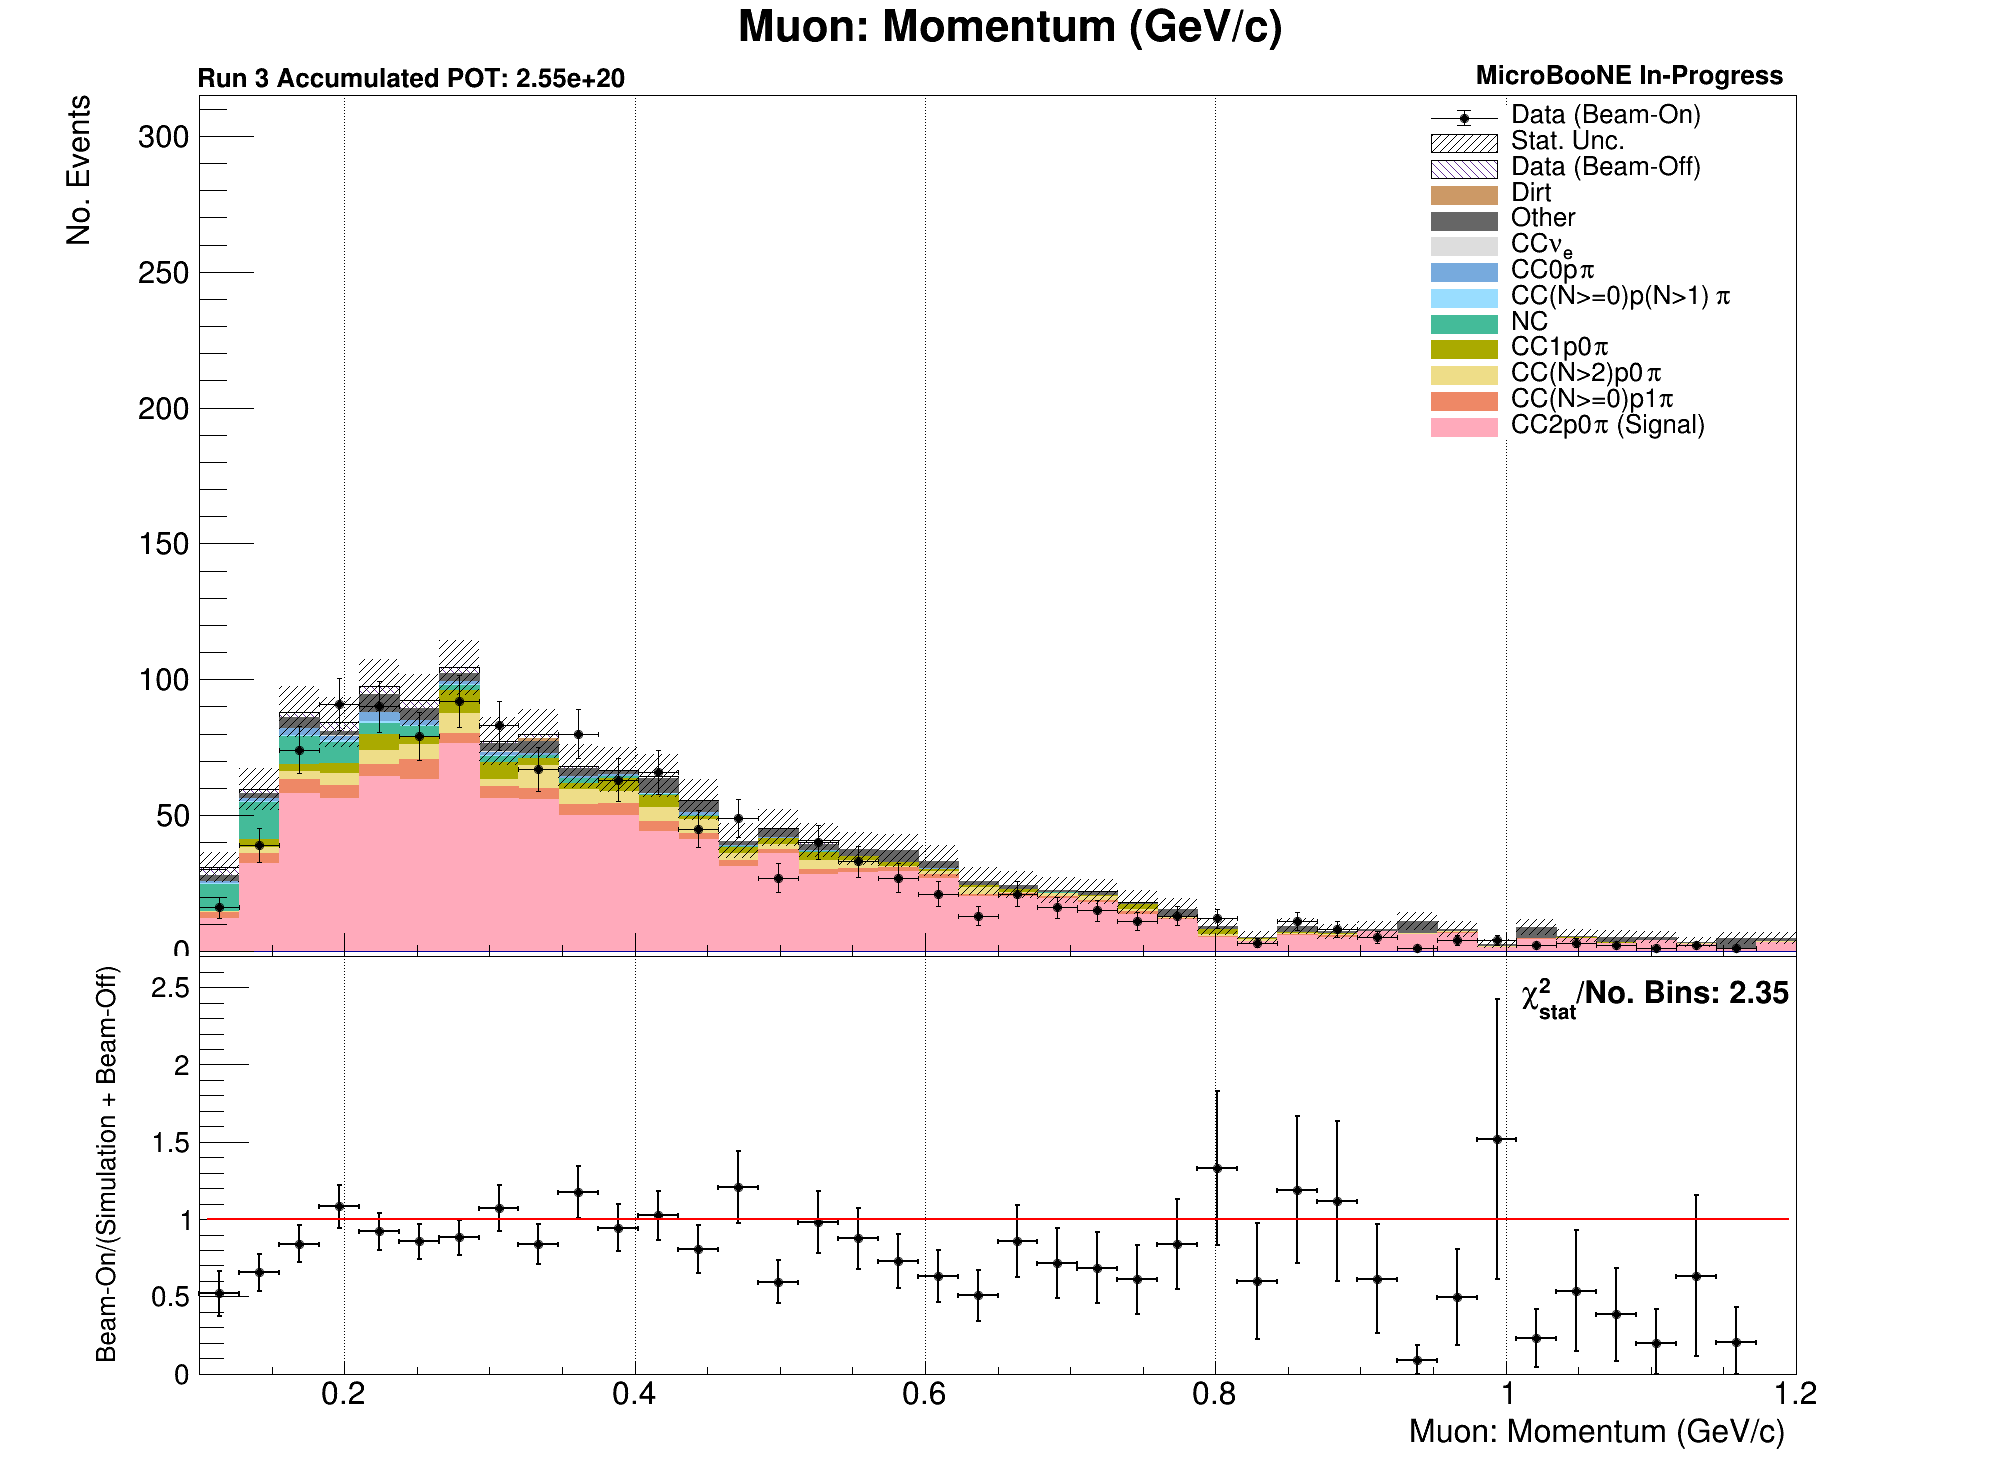 Muon: Momentum (GeV/c)
Run 3 Accumulated POT: 2.55e+20
MicroBooNE In-Progress
No. Events
300
250
200
150
100
50
0
Data (Beam-On)
Stat. Unc.
Data (Beam-Off)
Dirt
Other
CCνe
CC0pπ
CC(N>=0)p(N>1) π
NC
CC1p0π
CC(N>2)p0π
CC(N>=0)p1π
CC2p0π (Signal)
Beam-On/(Simulation + Beam-Off)
2.5
2
1.5
1
0.5
0
χ²stat/No. Bins: 2.35
0.2 0.4 0.6 0.8 1 1.2
Muon: Momentum (GeV/c)